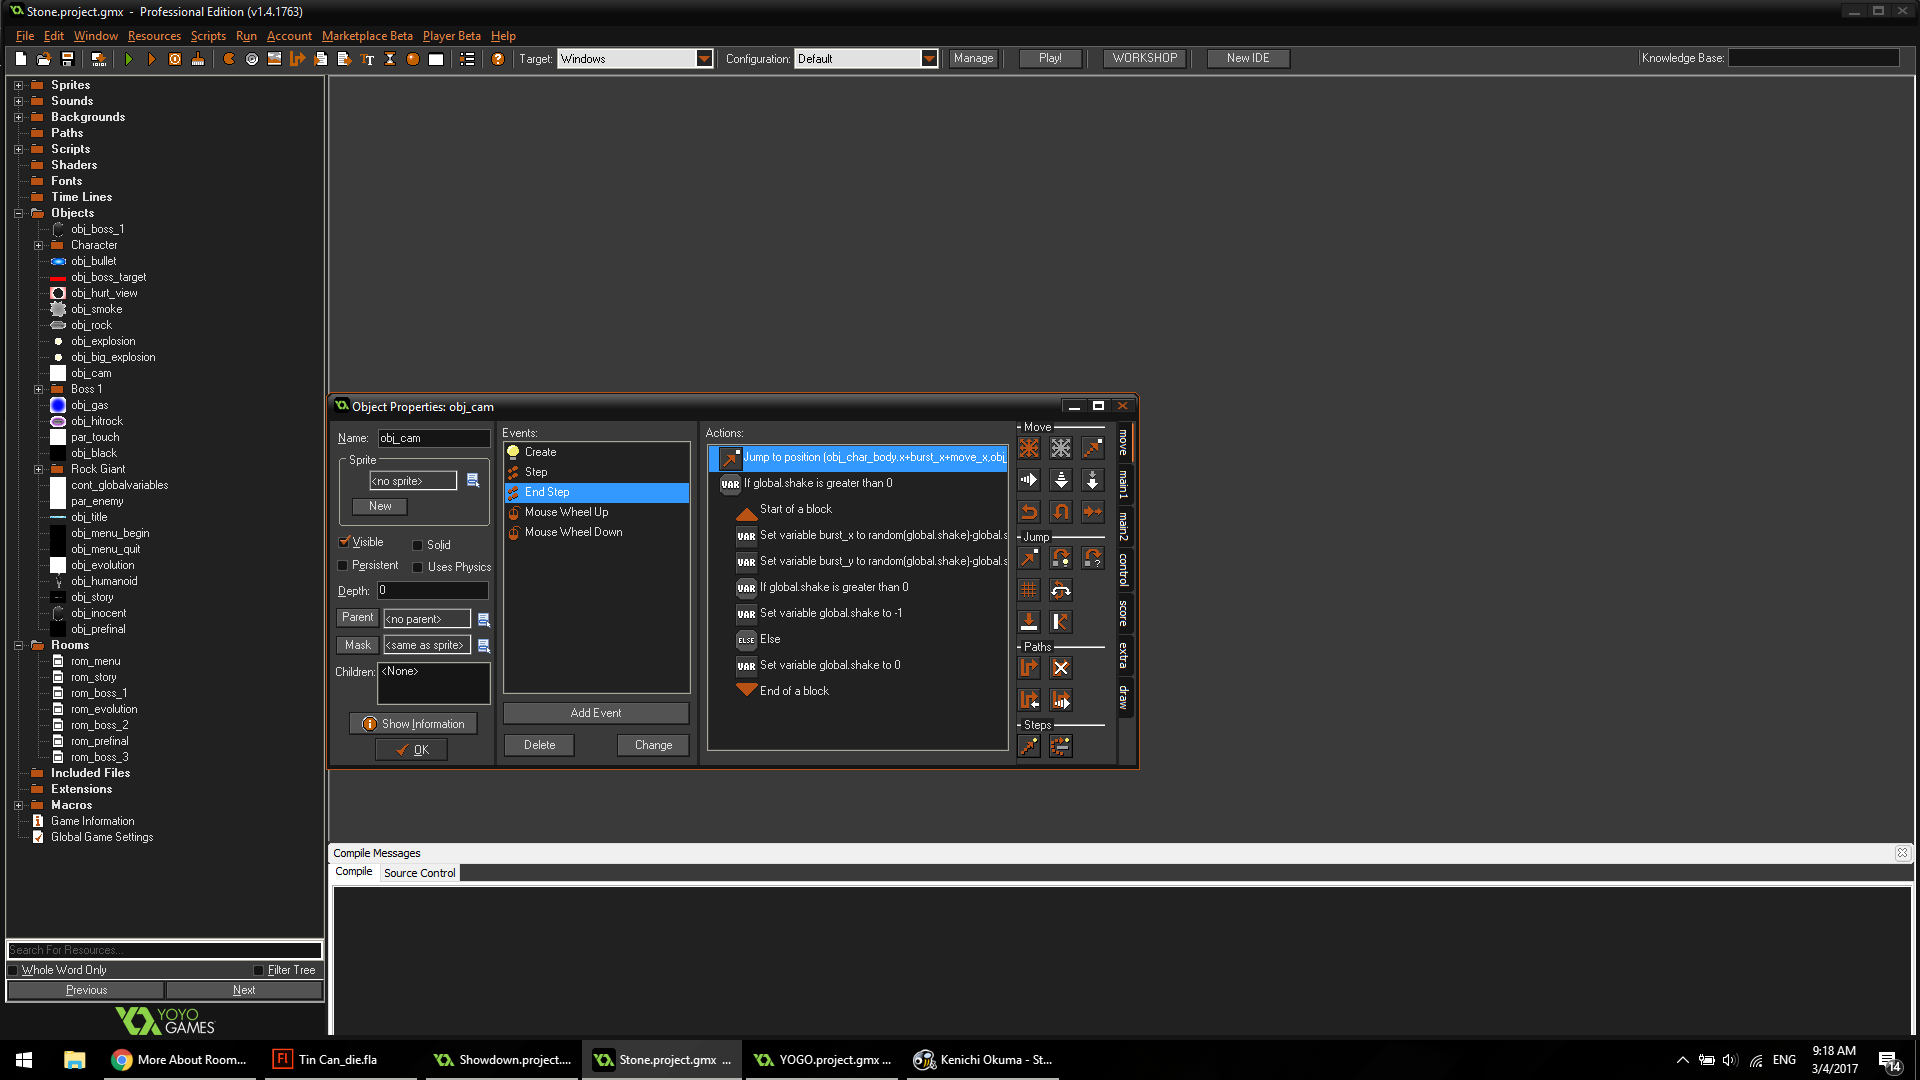 Stone.project.gmx  -  Professional Edition (v1.4.1763)
File Edit Window Resources Scripts Run Account Marketplace Beta Player Beta Help
Target: Windows Configuration: Default Manage Play! WORKSHOP New IDE Knowledge Base:
Sprites
Sounds
Backgrounds
Paths
Scripts
Shaders
Fonts
Time Lines
Objects
obj_boss_1
Character
obj_bullet
obj_boss_target
obj_hurt_view
obj_smoke
obj_rock
obj_explosion
obj_big_explosion
obj_cam
Boss 1
obj_gas
obj_hitrock
par_touch
obj_black
Rock Giant
cont_globalvariables
par_enemy
obj_title
obj_menu_begin
obj_menu_quit
obj_evolution
obj_humanoid
obj_story
obj_inocent
obj_prefinal
Rooms
rom_menu
rom_story
rom_boss_1
rom_evolution
rom_boss_2
rom_prefinal
rom_boss_3
Included Files
Extensions
Macros
Game Information
Global Game Settings
Search For Resources...
Whole Word Only Filter Tree
Previous Next
YOYO
GAMES
Object Properties: obj_cam
Name: obj_cam
Sprite
<no sprite>
New
Visible Solid
Persistent Uses Physics
Depth: 0
Parent <no parent>
Mask <same as sprite>
Children: <None>
Show Information
OK
Events:
Create
Step
End Step
Mouse Wheel Up
Mouse Wheel Down
Add Event
Delete Change
Actions:
Jump to position (obj_char_body.x+burst_x+move_x,obj_
VAR If global.shake is greater than 0
Start of a block
VAR Set variable burst_x to random(global.shake)-global.s
VAR Set variable burst_y to random(global.shake)-global.s
VAR If global.shake is greater than 0
VAR Set variable global.shake to -1
ELSE Else
VAR Set variable global.shake to 0
End of a block
Move
Jump
Paths
Steps
move
main1
main2
control
score
extra
draw
Compile Messages
Compile Source Control
More About Room...
Fl Tin Can_die.fla
Showdown.project....
Stone.project.gmx ...
YOGO.project.gmx ...
Kenichi Okuma - St...
ENG
9:18 AM
3/4/2017
14